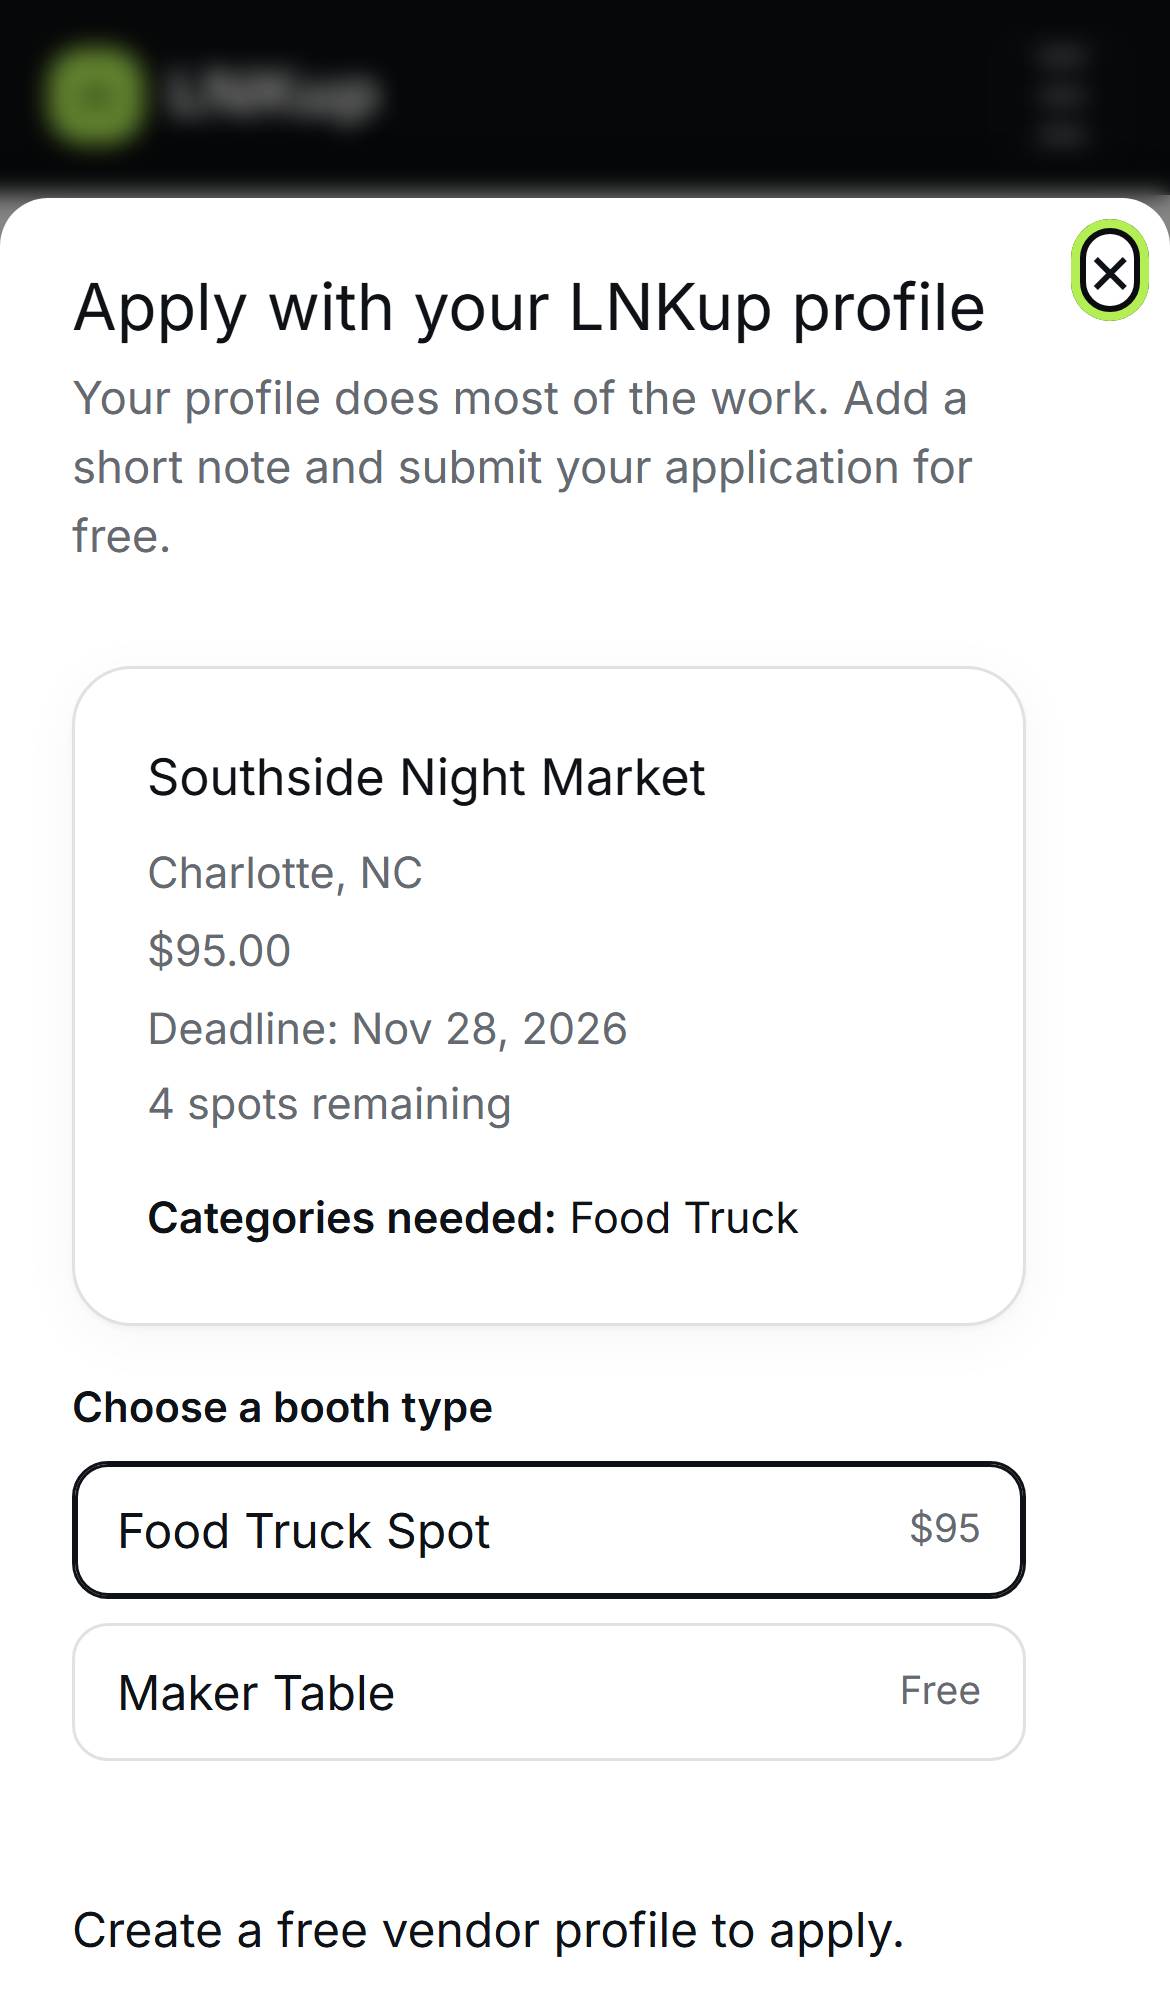 LNKup
Apply with your LNKup profile
Your profile does most of the work. Add a
short note and submit your application for
free.
Southside Night Market
Charlotte, NC
$95.00
Deadline: Nov 28, 2026
4 spots remaining
Categories needed: Food Truck
Choose a booth type
Food Truck Spot $95
Maker Table Free
Create a free vendor profile to apply.